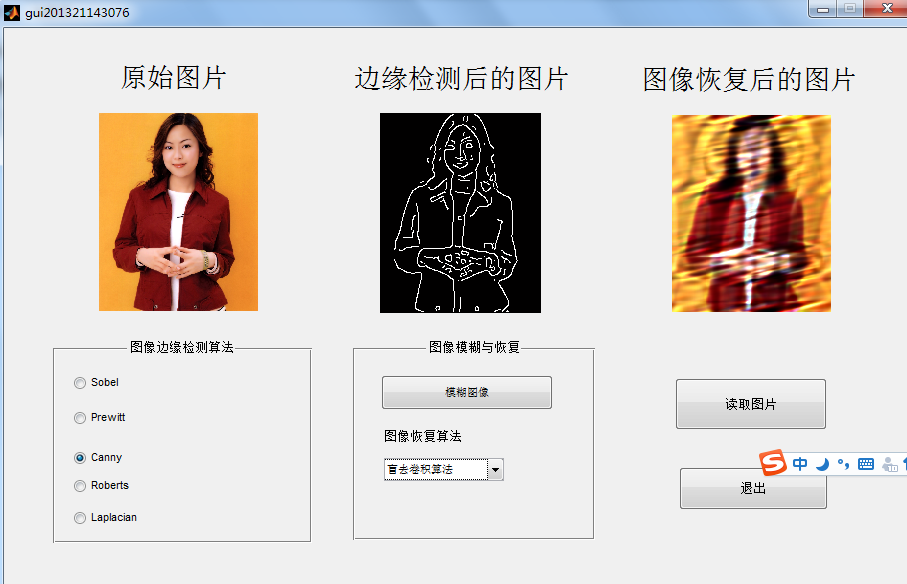 gui201321143076
原始图片
边缘检测后的图片
图像恢复后的图片
图像边缘检测算法
Sobel
Prewitt
Canny
Roberts
Laplacian
图像模糊与恢复
模糊图像
图像恢复算法
盲去卷积算法
读取图片
中
退出